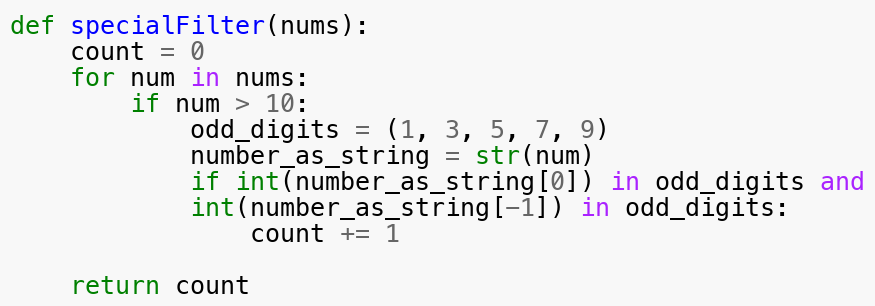 def specialFilter(nums):
    count = 0
    for num in nums:
        if num > 10:
            odd_digits = (1, 3, 5, 7, 9)
            number_as_string = str(num)
            if int(number_as_string[0]) in odd_digits and
            int(number_as_string[-1]) in odd_digits:
                count += 1

    return count